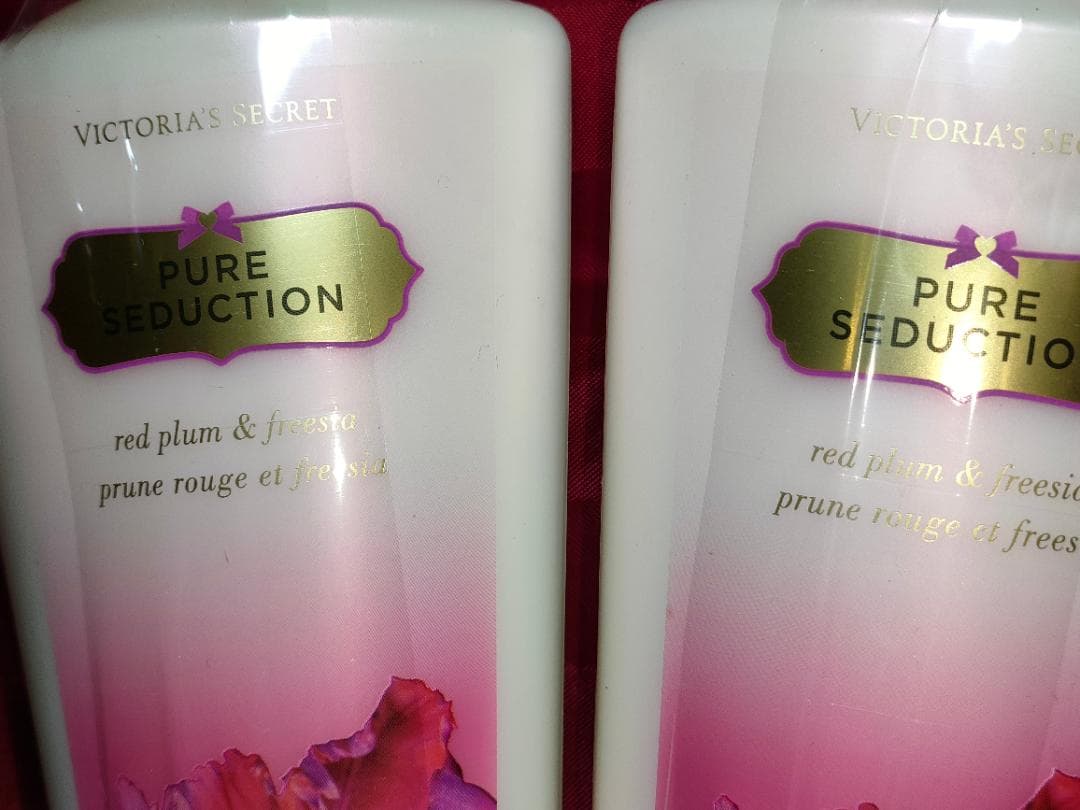 VICTORIA'S SECRET
PURE
SEDUCTION
red plum & freesia
prune rouge et freesia
VICTORIA'S SEC
PURE
SEDUCTIO
red plum & freesia
prune rouge et frees